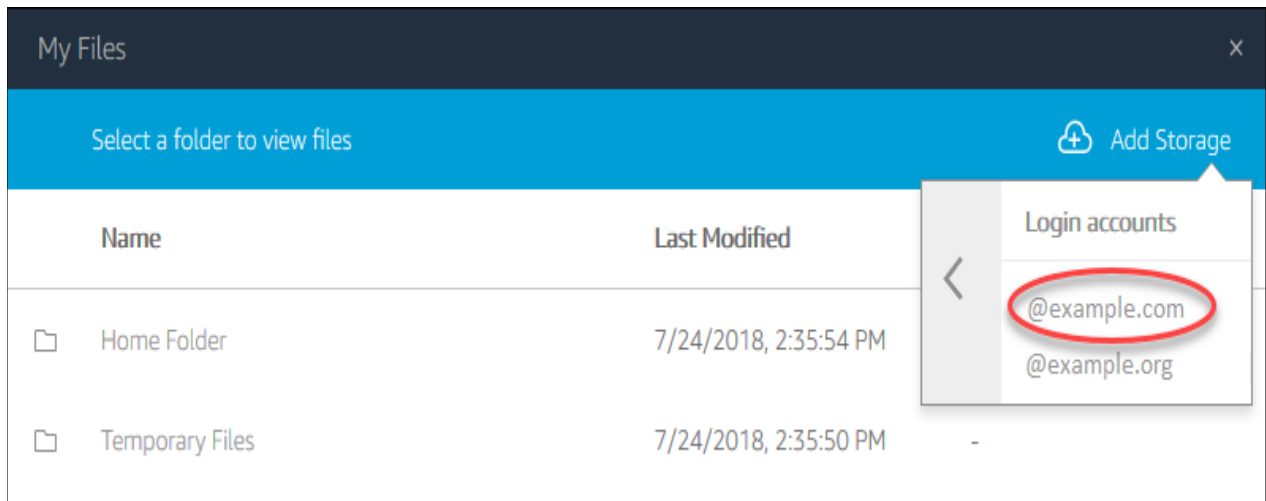 My Files ×
Select a folder to view files Add Storage
Login accounts
Name Last Modified
@example.com
Home Folder 7/24/2018, 2:35:54 PM
@example.org
Temporary Files 7/24/2018, 2:35:50 PM -